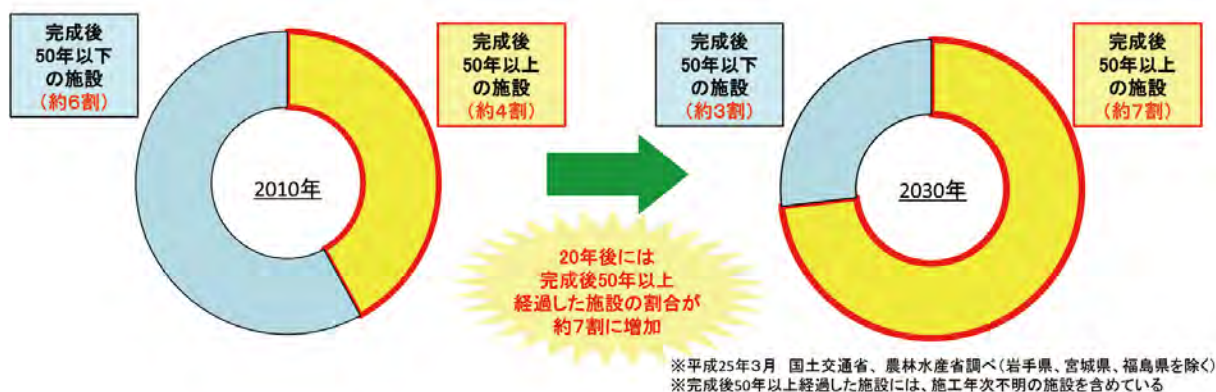 完成後
50年以下
の施設
(約6割)
2010年
完成後
50年以上
の施設
(約4割)
20年後には
完成後50年以上
経過した施設の割合が
約7割に増加
完成後
50年以下
の施設
(約3割)
2030年
完成後
50年以上
の施設
(約7割)
※平成25年3月 国土交通省、農林水産省調べ(岩手県、宮城県、福島県を除く)
※完成後50年以上経過した施設には、施工年次不明の施設を含めている